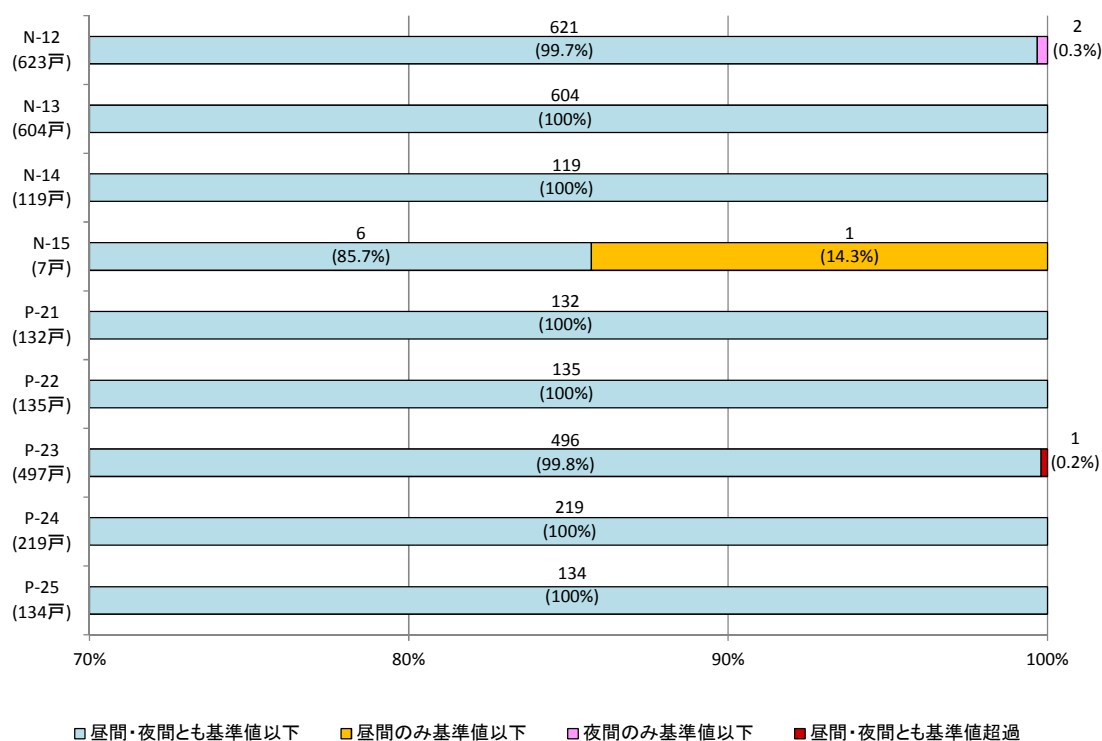 N-12
(623戸)
621
(99.7%)
2
(0.3%)
N-13
(604戸)
604
(100%)
N-14
(119戸)
119
(100%)
N-15
(7戸)
6
(85.7%)
1
(14.3%)
P-21
(132戸)
132
(100%)
P-22
(135戸)
135
(100%)
P-23
(497戸)
496
(99.8%)
1
(0.2%)
P-24
(219戸)
219
(100%)
P-25
(134戸)
134
(100%)
70% 80% 90% 100%
昼間・夜間とも基準値以下 昼間のみ基準値以下 夜間のみ基準値以下 昼間・夜間とも基準値超過